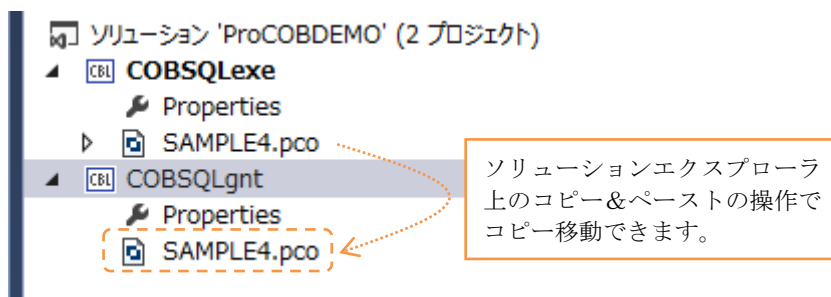 ソリューション 'ProCOBDEMO' (2 プロジェクト)
CBL COBSQLexe
Properties
SAMPLE4.pco
CBL COBSQLgnt
Properties
SAMPLE4.pco
ソリューションエクスプローラ
上のコピー&ペーストの操作で
コピー移動できます。